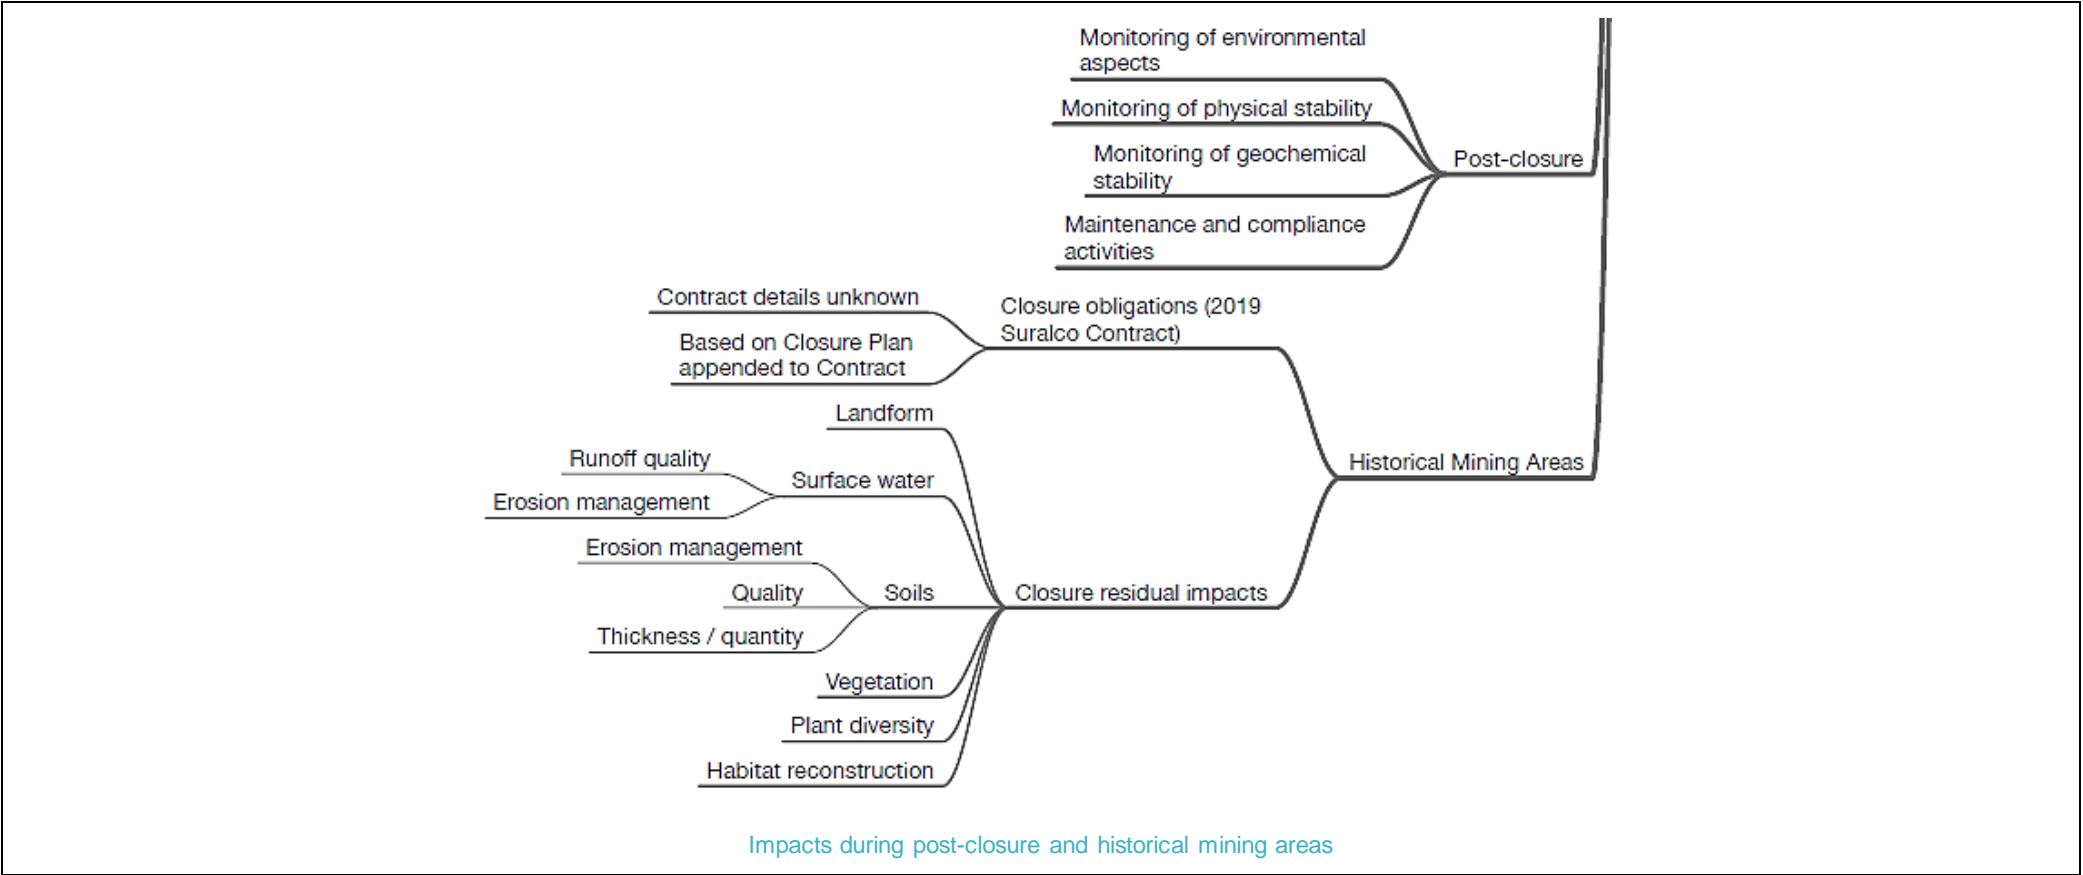 Monitoring of environmental
aspects
Monitoring of physical stability
Monitoring of geochemical
stability
Post-closure
Maintenance and compliance
activities
Contract details unknown
Based on Closure Plan
appended to Contract
Closure obligations (2019
Suralco Contract)
Historical Mining Areas
Landform
Runoff quality
Erosion management
Surface water
Erosion management
Quality
Thickness / quantity
Soils
Closure residual impacts
Vegetation
Plant diversity
Habitat reconstruction
Impacts during post-closure and historical mining areas